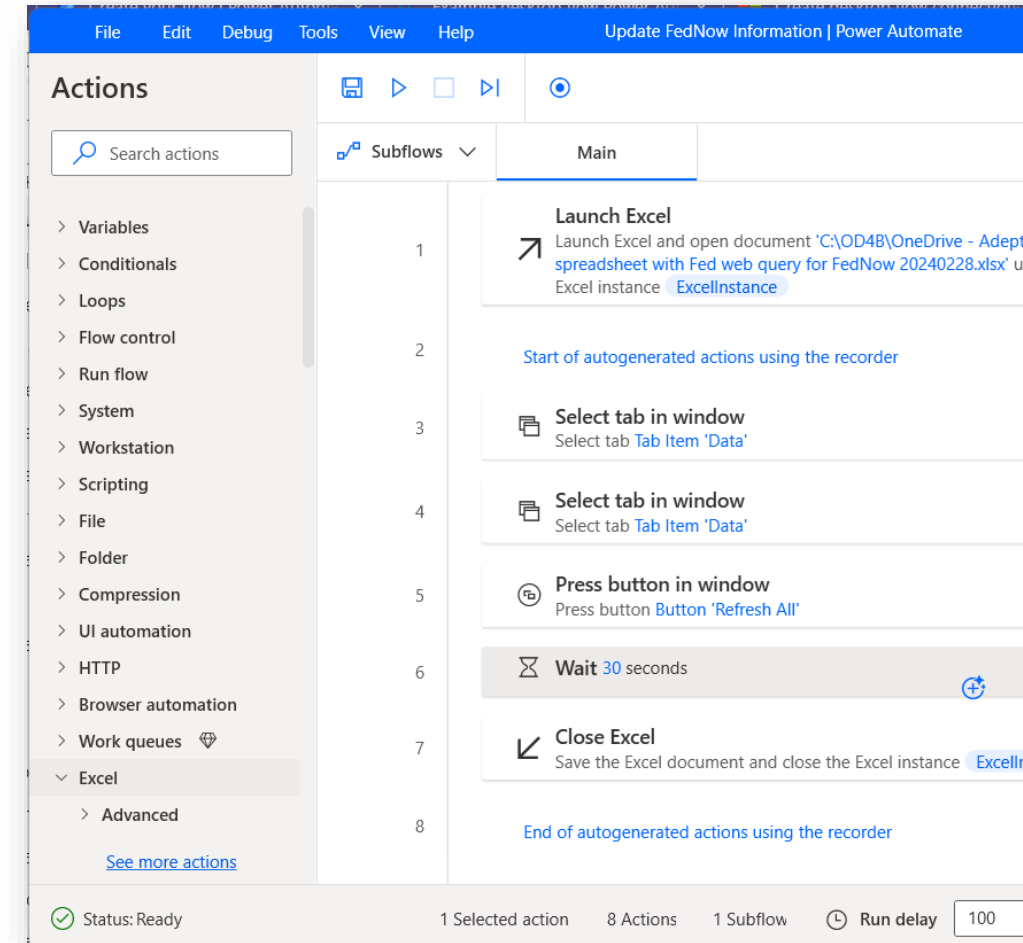 File Edit Debug Tools View Help Update FedNow Information | Power Automate
Actions
Search actions
Subflows Main
Variables
Conditionals
Loops
Flow control
Run flow
System
Workstation
Scripting
File
Folder
Compression
UI automation
HTTP
Browser automation
Work queues
Excel
Advanced
See more actions
1
Launch Excel
Launch Excel and open document 'C:\OD4B\OneDrive - Adept
spreadsheet with Fed web query for FedNow 20240228.xlsx' u
Excel instance ExcelInstance
2
Start of autogenerated actions using the recorder
3
Select tab in window
Select tab Tab Item 'Data'
4
Select tab in window
Select tab Tab Item 'Data'
5
Press button in window
Press button Button 'Refresh All'
6
Wait 30 seconds
7
Close Excel
Save the Excel document and close the Excel instance ExcelIn
8
End of autogenerated actions using the recorder
Status: Ready 1 Selected action 8 Actions 1 Subflow Run delay 100